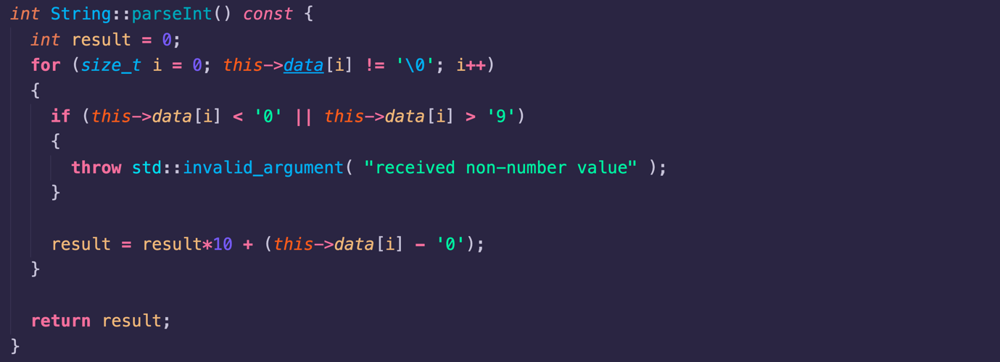 int String::parseInt() const {
  int result = 0;
  for (size_t i = 0; this->data[i] != '\0'; i++)
  {
    if (this->data[i] < '0' || this->data[i] > '9')
    {
      throw std::invalid_argument( "received non-number value" );
    }

    result = result*10 + (this->data[i] - '0');
  }

  return result;
}